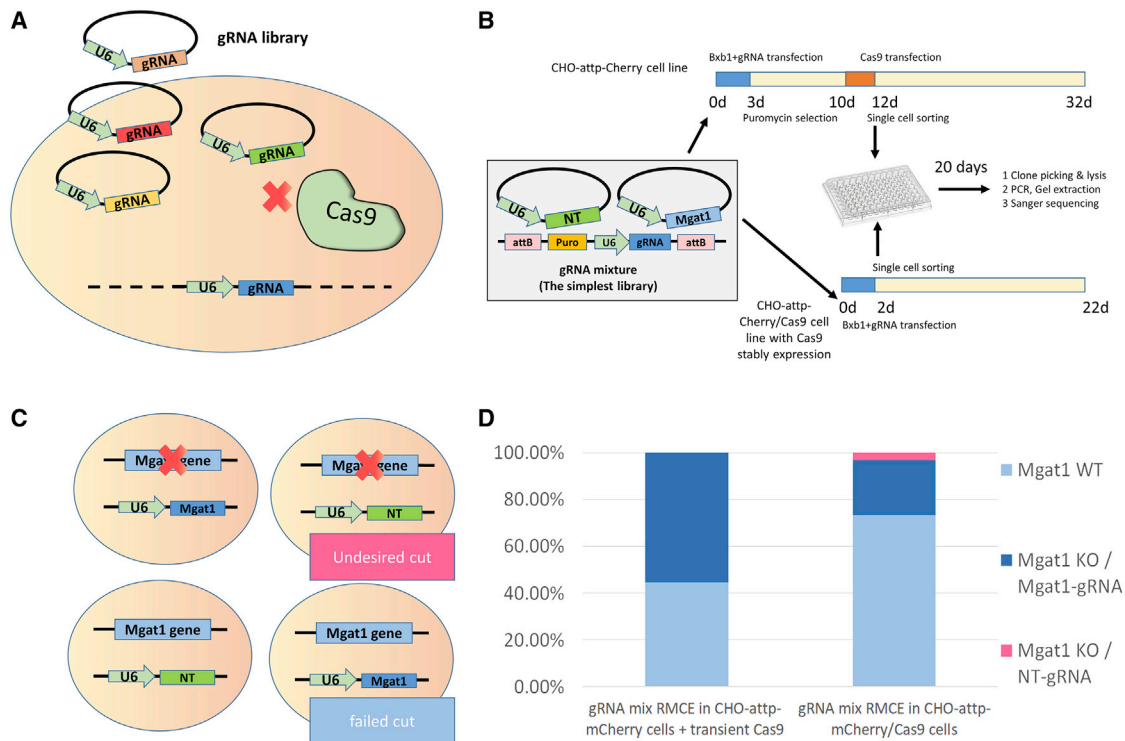 A
gRNA library
U6
gRNA
U6
gRNA
U6
gRNA
U6
gRNA
Cas9
U6
gRNA
B
CHO-attp-Cherry cell line
Bxb1+gRNA transfection
Cas9 transfection
0d
3d
10d
12d
32d
Puromycin selection
Single cell sorting
20 days
1 Clone picking & lysis
2 PCR, Gel extraction
3 Sanger sequencing
U6
NT
U6
Mgat1
attB
Puro
U6
gRNA
attB
gRNA mixture
(The simplest library)
Single cell sorting
0d
2d
22d
Bxb1+gRNA transfection
CHO-attp-
Cherry/Cas9 cell
line with Cas9
stably expression
C
Mgat1 gene
U6
Mgat1
Mgat1 gene
U6
NT
Undesired cut
Mgat1 gene
U6
NT
Mgat1 gene
U6
Mgat1
failed cut
D
100.00%
80.00%
60.00%
40.00%
20.00%
0.00%
gRNA mix RMCE in CHO-attp-
mCherry cells + transient Cas9
gRNA mix RMCE in CHO-attp-
mCherry/Cas9 cells
Mgat1 WT
Mgat1 KO /
Mgat1-gRNA
Mgat1 KO /
NT-gRNA